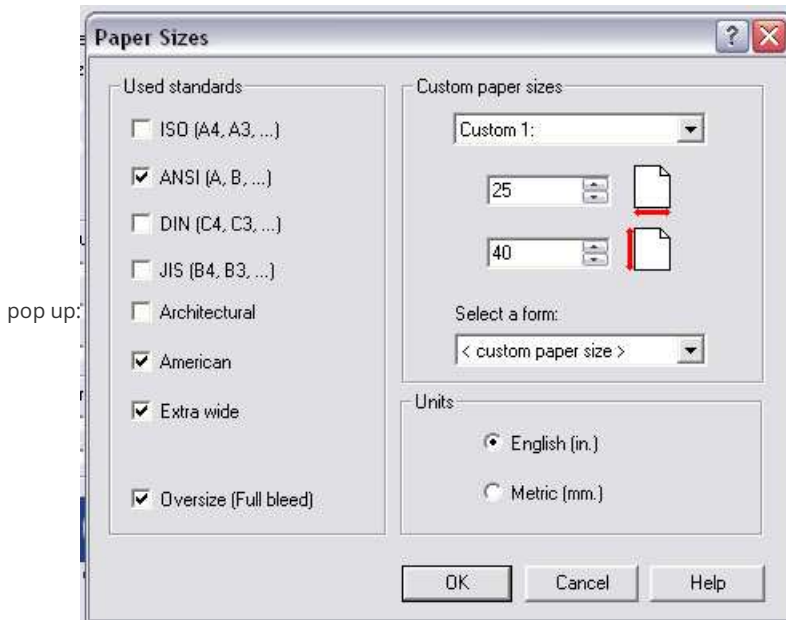 Paper Sizes
Used standards
ISO (A4, A3, ...)
ANSI (A, B, ...)
DIN (C4, C3, ...)
JIS (B4, B3, ...)
Architectural
American
Extra wide
Oversize (Full bleed)
Custom paper sizes
Custom 1:
25
40
Select a form:
< custom paper size >
Units
English (in.)
Metric (mm.)
OK Cancel Help
pop up: